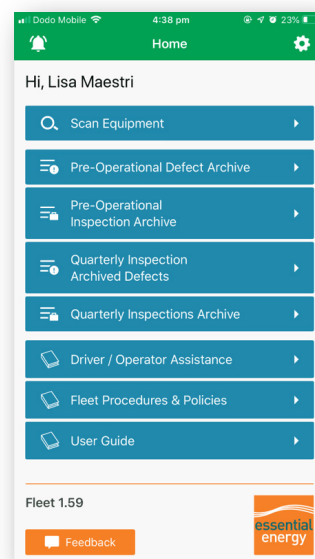 Dodo Mobile 4:38 pm 23%
Home
Hi, Lisa Maestri
Scan Equipment
Pre-Operational Defect Archive
Pre-Operational
Inspection Archive
Quarterly Inspection
Archived Defects
Quarterly Inspections Archive
Driver / Operator Assistance
Fleet Procedures & Policies
User Guide
Fleet 1.59
Feedback
essential
energy